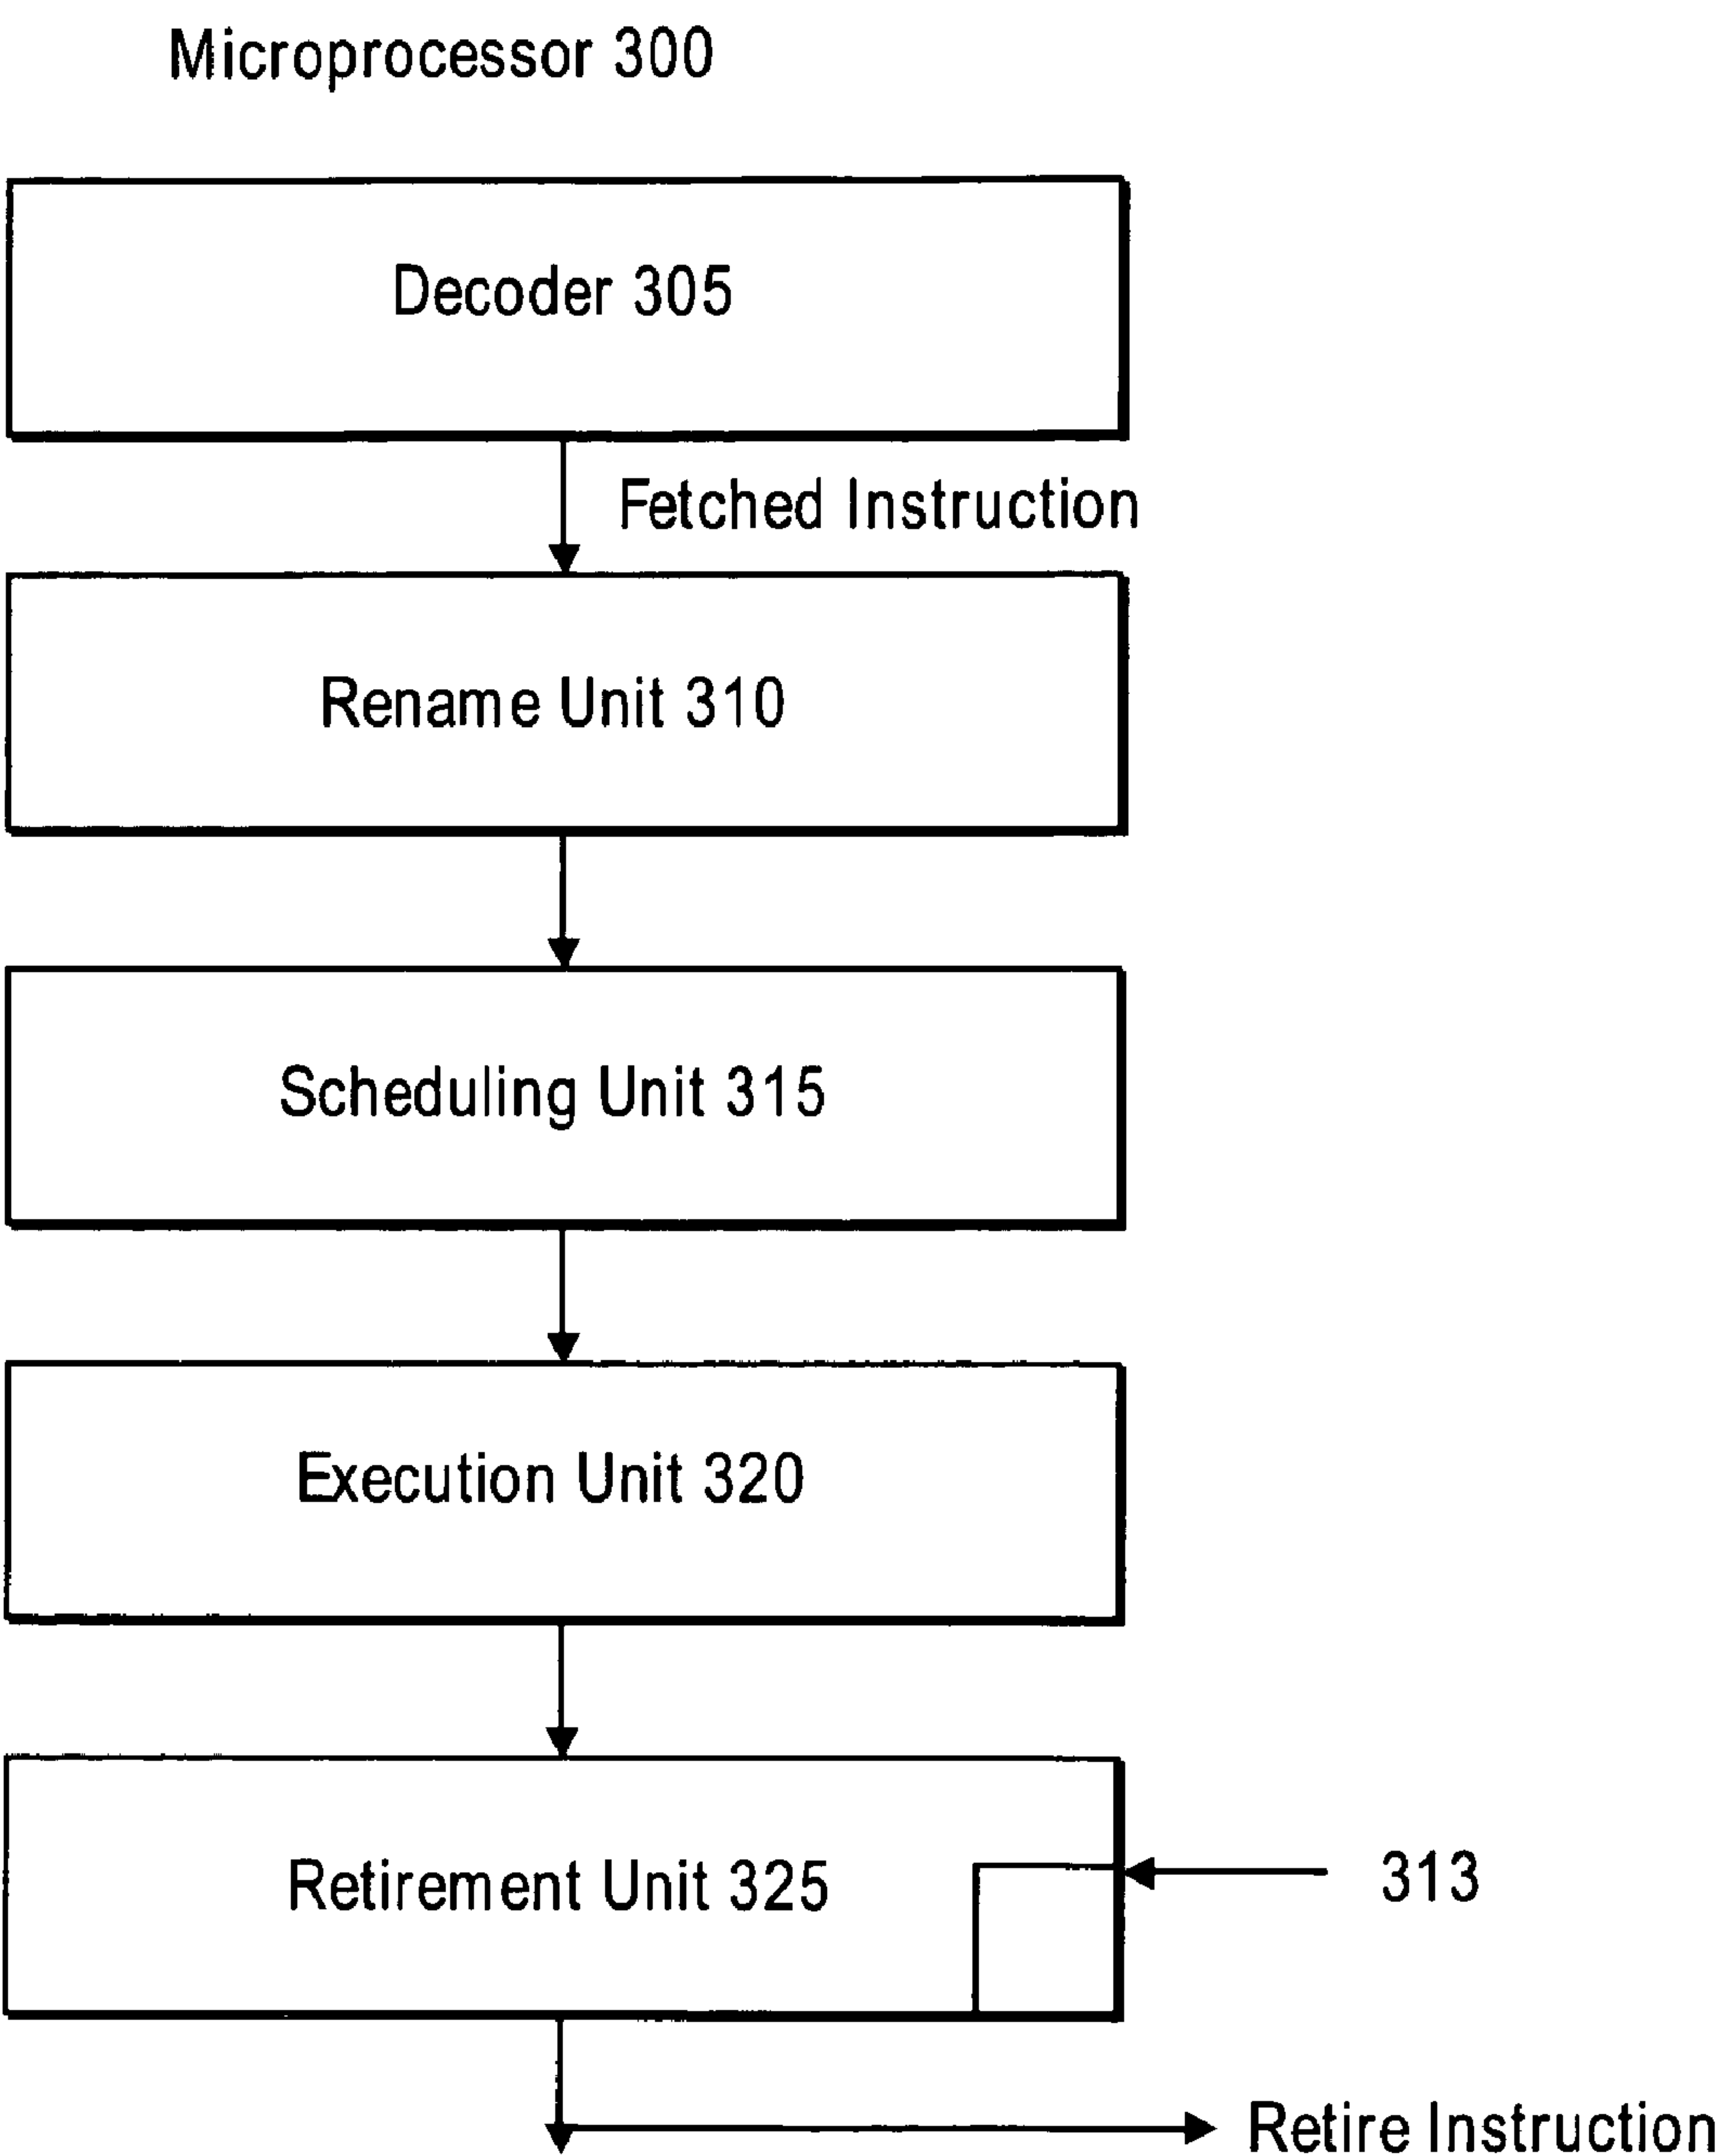 Microprocessor 300
Decoder 305
Fetched Instruction
Rename Unit 310
Scheduling Unit 315
Execution Unit 320
Retirement Unit 325
313
Retire Instruction